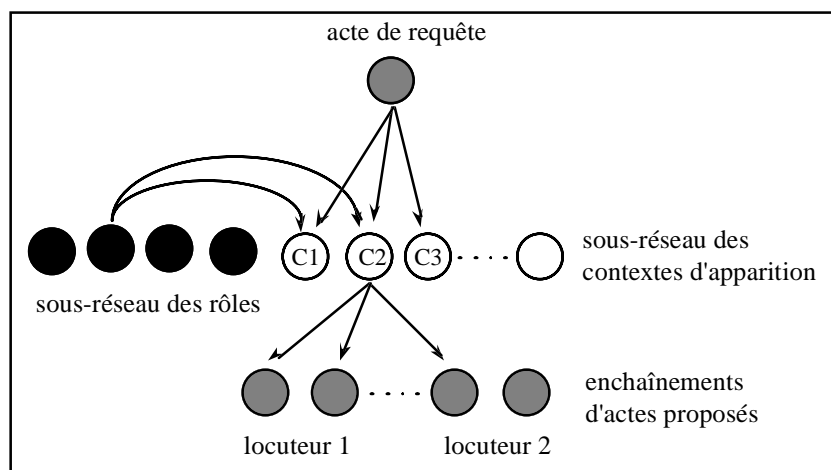 acte de requête
C1 C2 C3
sous-réseau des
contextes d'apparition
sous-réseau des rôles
enchaînements
d'actes proposés
locuteur 1
locuteur 2